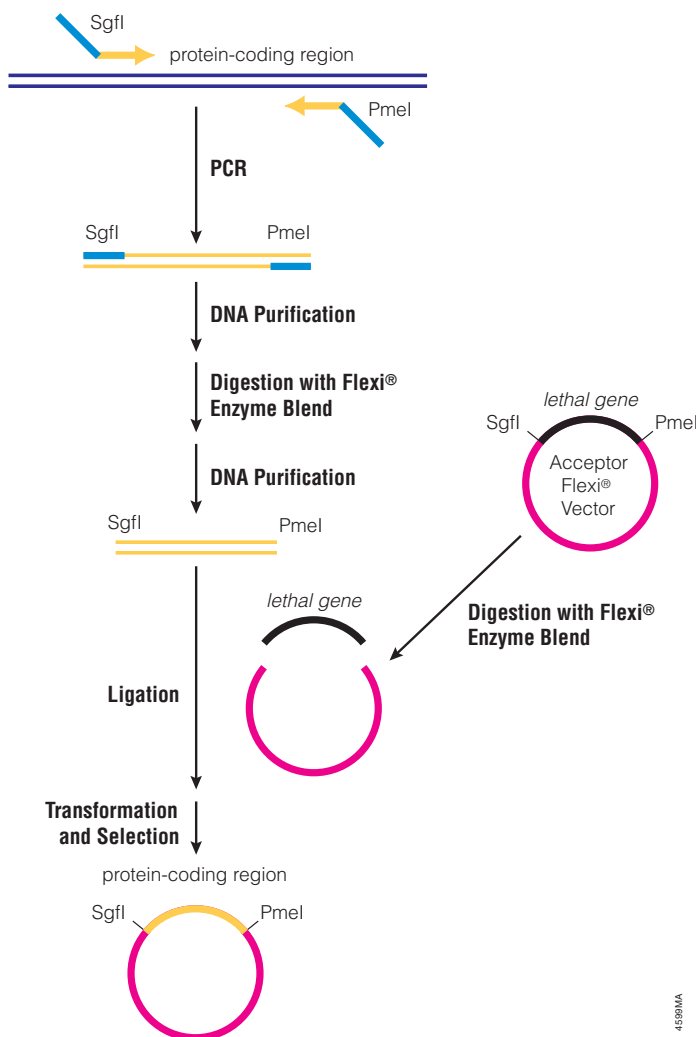 SgfI
protein-coding region
PmeI
PCR
SgfI
PmeI
DNA Purification
Digestion with Flexi®
Enzyme Blend
DNA Purification
SgfI
PmeI
lethal gene
SgfI
PmeI
Acceptor
Flexi®
Vector
lethal gene
Digestion with Flexi®
Enzyme Blend
Ligation
Transformation
and Selection
protein-coding region
SgfI
PmeI
4599MA